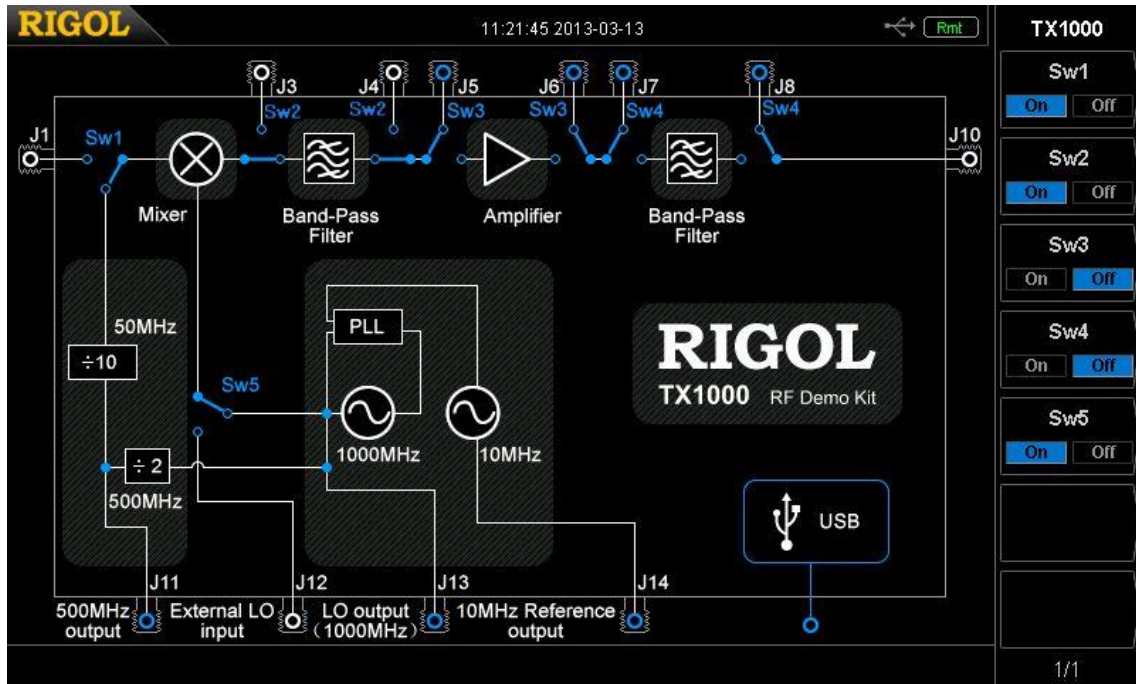 RIGOL
11:21:45 2013-03-13
Rmt
TX1000
J3
J4
J5
J6
J7
J8
Sw2
Sw2
Sw3
Sw3
Sw4
Sw4
J1
Sw1
J10
Mixer
Band-Pass
Filter
Amplifier
Band-Pass
Filter
50MHz
÷10
PLL
Sw5
1000MHz
10MHz
÷ 2
500MHz
RIGOL
TX1000 RF Demo Kit
USB
J11
J12
J13
J14
500MHz
output
External LO
input
LO output
(1000MHz)
10MHz Reference
output
Sw1
On Off
Sw2
On Off
Sw3
On Off
Sw4
On Off
Sw5
On Off
1/1